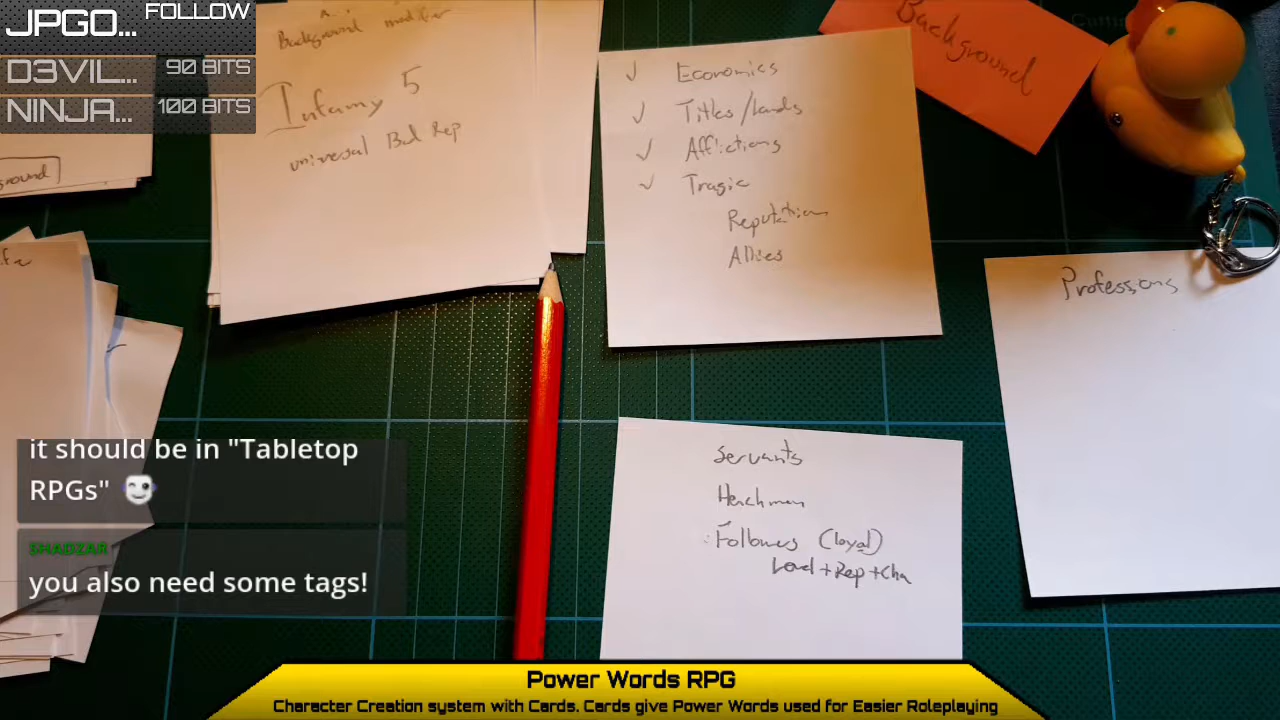 JPGO... FOLLOW
D3VIL... 90 BITS
NINJA... 100 BITS
Background modifier
Infamy 5
universal Bad Rep
✓ Economics
✓ Titles/lands
✓ Afflictions
✓ Tragic
Reputation
Allies
Background
Professions
Servants
Henchmen
Followers (loyal)
Level + Rep + Cha
it should be in "Tabletop
RPGs"
SHADZAR
you also need some tags!
Power Words RPG
Character Creation system with Cards. Cards give Power Words used for Easier Roleplaying